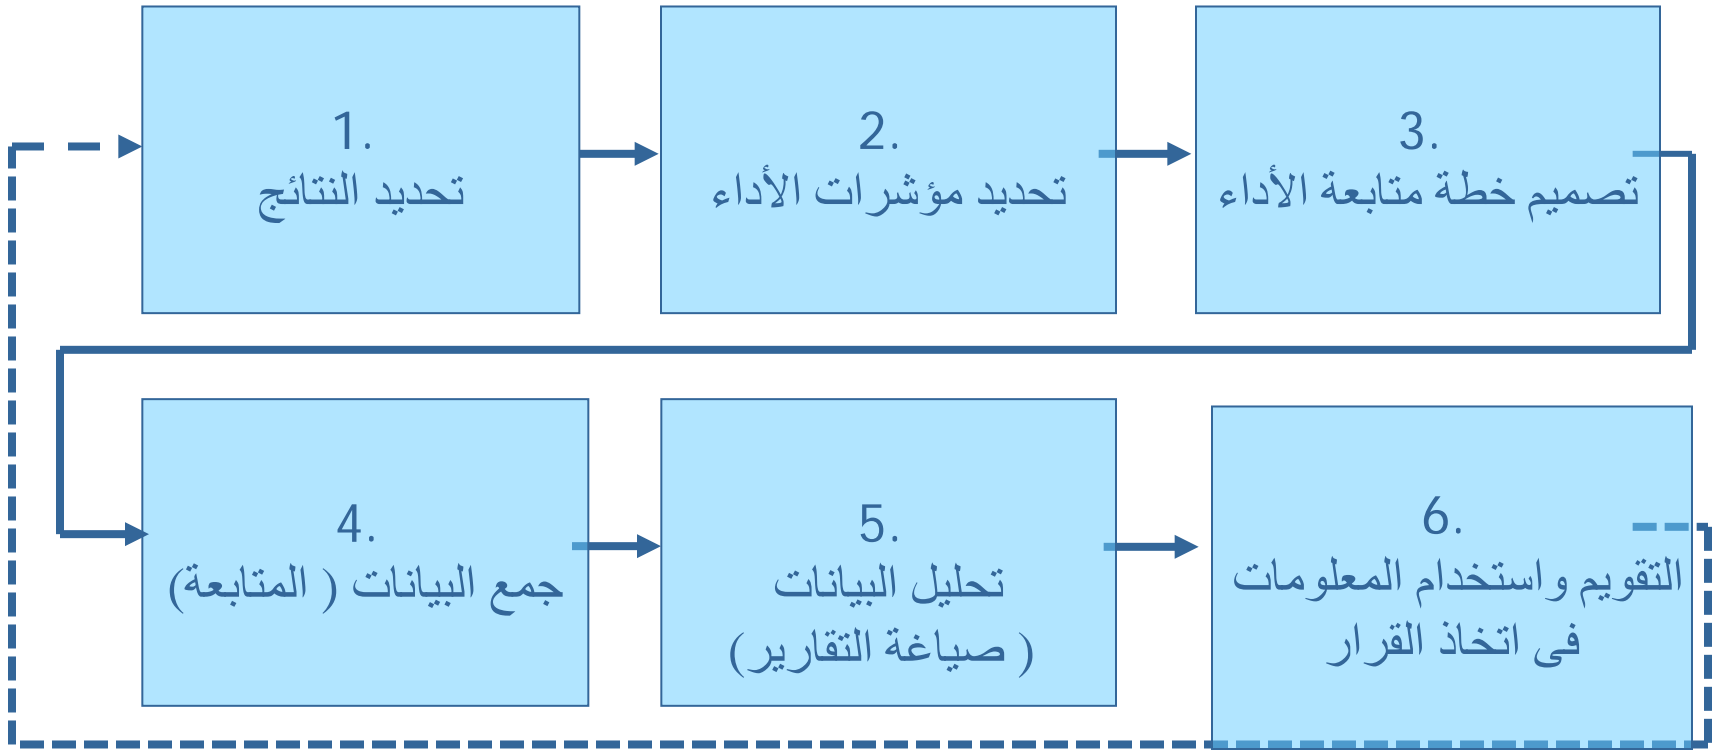 1.
تحديد النتائج
2.
تحديد مؤشرات الأداء
3.
تصميم خطة متابعة الأداء
4.
جمع البيانات ( المتابعة)
5.
تحليل البيانات
( صياغة التقارير)
6.
التقويم واستخدام المعلومات
فى اتخاذ القرار